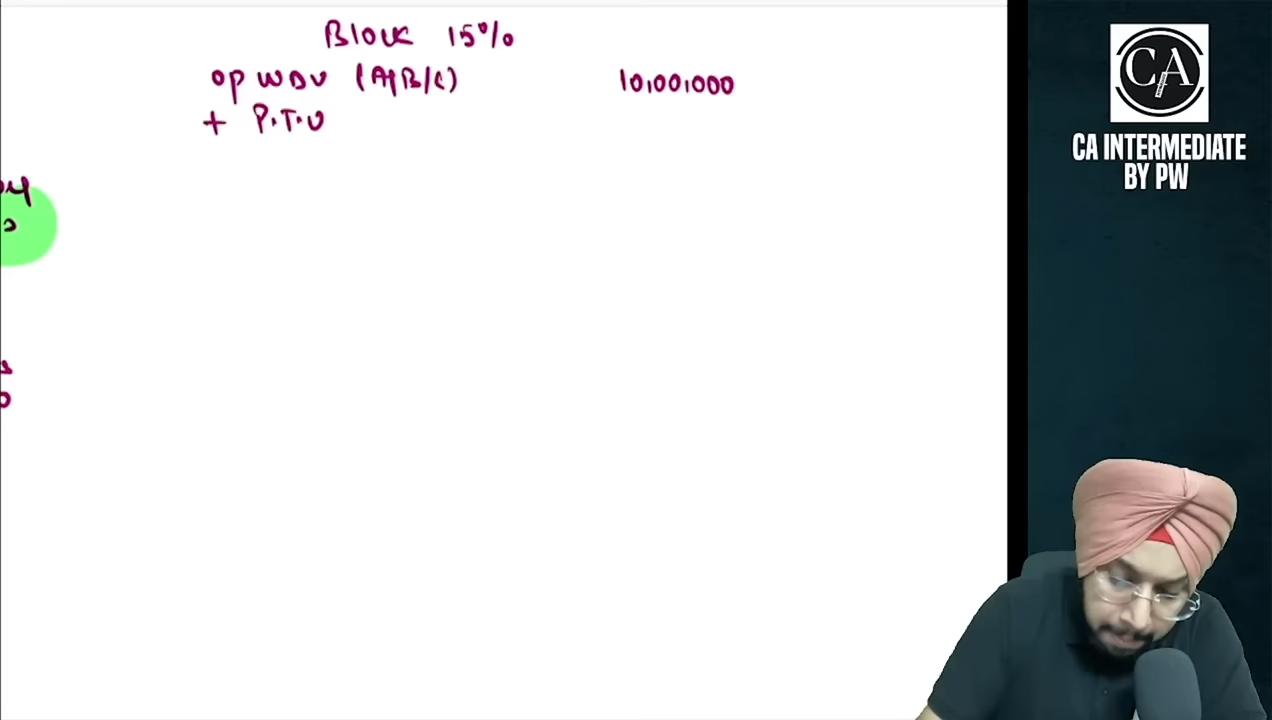 Block 15%
op WDV (A/B/C) 10,00,000
+ P.T.U
CA
CA INTERMEDIATE
BY PW